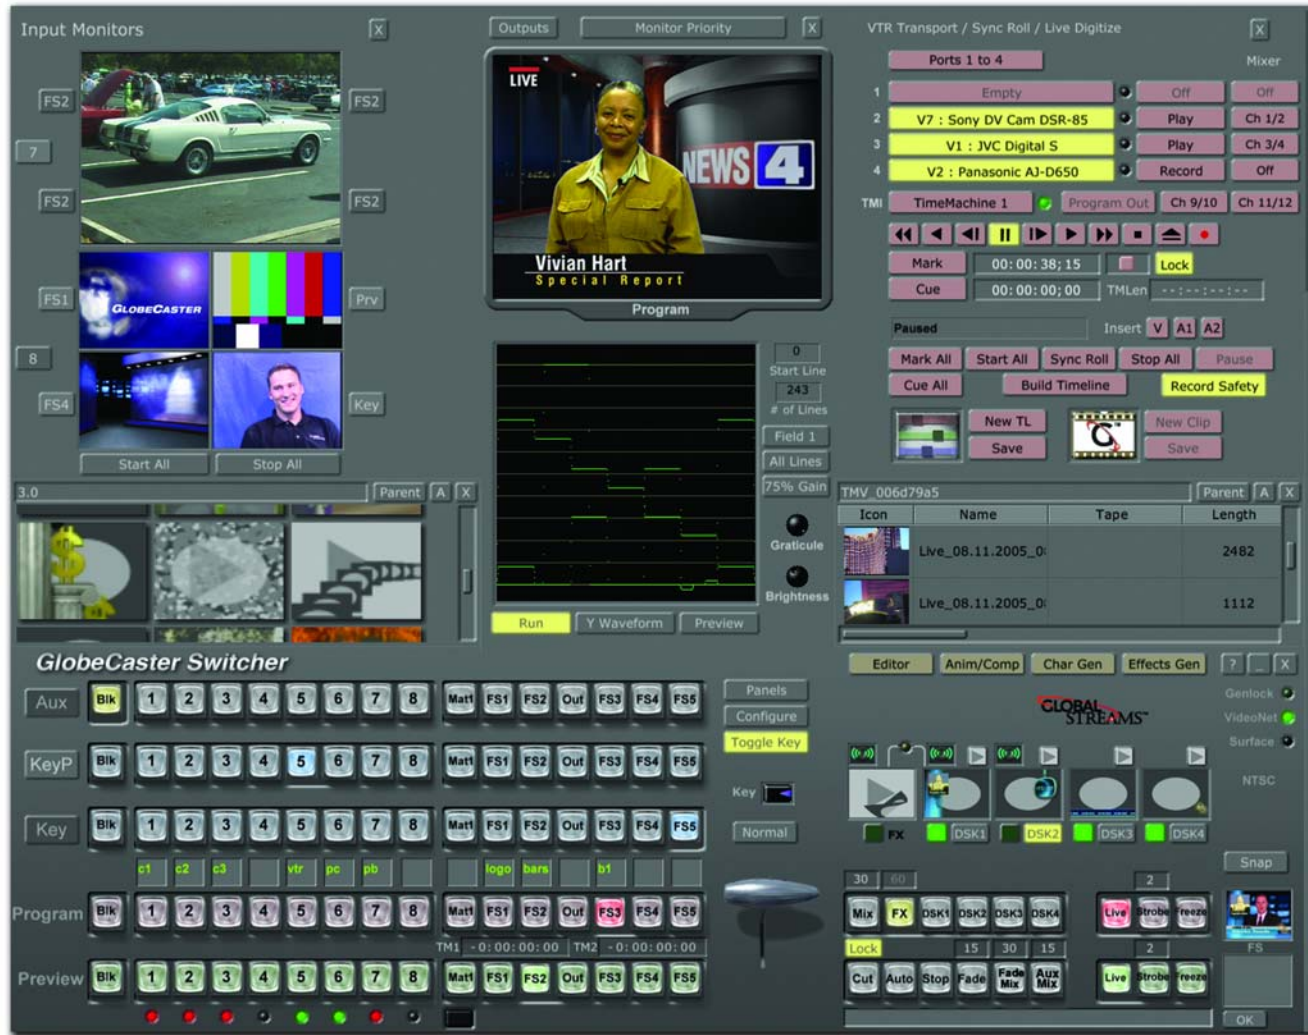 Input Monitors X
FS2 FS2
7
FS2 FS2
GLOBECASTER
FS1 Prv
8
FS4 Key
Start All Stop All
Outputs Monitor Priority X
LIVE
NEWS 4
Vivian Hart
Special Report
Program
0
Start Line
243
# of Lines
Field 1
All Lines
75% Gain
Graticule
Brightness
Run Y Waveform Preview
VTR Transport / Sync Roll / Live Digitize X
Ports 1 to 4 Mixer
1 Empty Off Off
2 V7 : Sony DV Cam DSR-85 Play Ch 1/2
3 V1 : JVC Digital S Play Ch 3/4
4 V2 : Panasonic AJ-D650 Record Off
TMI TimeMachine 1 Program Out Ch 9/10 Ch 11/12
Mark 00:00:38;15 Lock
Cue 00:00:00;00 TMLen --:--:--:--
Paused Insert V A1 A2
Mark All Start All Sync Roll Stop All Pause
Cue All Build Timeline Record Safety
New TL G New Clip
Save Save
3.0 Parent A X
TMV_006d79a5 Parent A X
Icon Name Tape Length
Live_08.11.2005_0 2482
Live_08.11.2005_0 1112
GlobeCaster Switcher
Editor Anim/Comp Char Gen Effects Gen ? _ X
Aux Blk 1 2 3 4 5 6 7 8 Mat1 FS1 FS2 Out FS3 FS4 FS5
KeyP Blk 1 2 3 4 5 6 7 8 Mat1 FS1 FS2 Out FS3 FS4 FS5
Key Blk 1 2 3 4 5 6 7 8 Mat1 FS1 FS2 Out FS3 FS4 FS5
c1 c2 c3 vtr pc pb logo bars b1
Program Blk 1 2 3 4 5 6 7 8 Mat1 FS1 FS2 Out FS3 FS4 FS5
TM1 -0:00:00:00 TM2 -0:00:00:00
Preview Blk 1 2 3 4 5 6 7 8 Mat1 FS1 FS2 Out FS3 FS4 FS5
Panels
Configure
Toggle Key
Key
Normal
GLOBAL
STREAMS™
Genlock
VideoNet
Surface
NTSC
FX DSK1 DSK2 DSK3 DSK4
Snap
30 60 2
Mix FX DSK1 DSK2 DSK3 DSK4 Live Strobe Freeze
FS
Lock 15 30 15 2
Cut Auto Stop Fade Fade Mix Aux Mix Live Strobe Freeze
OK